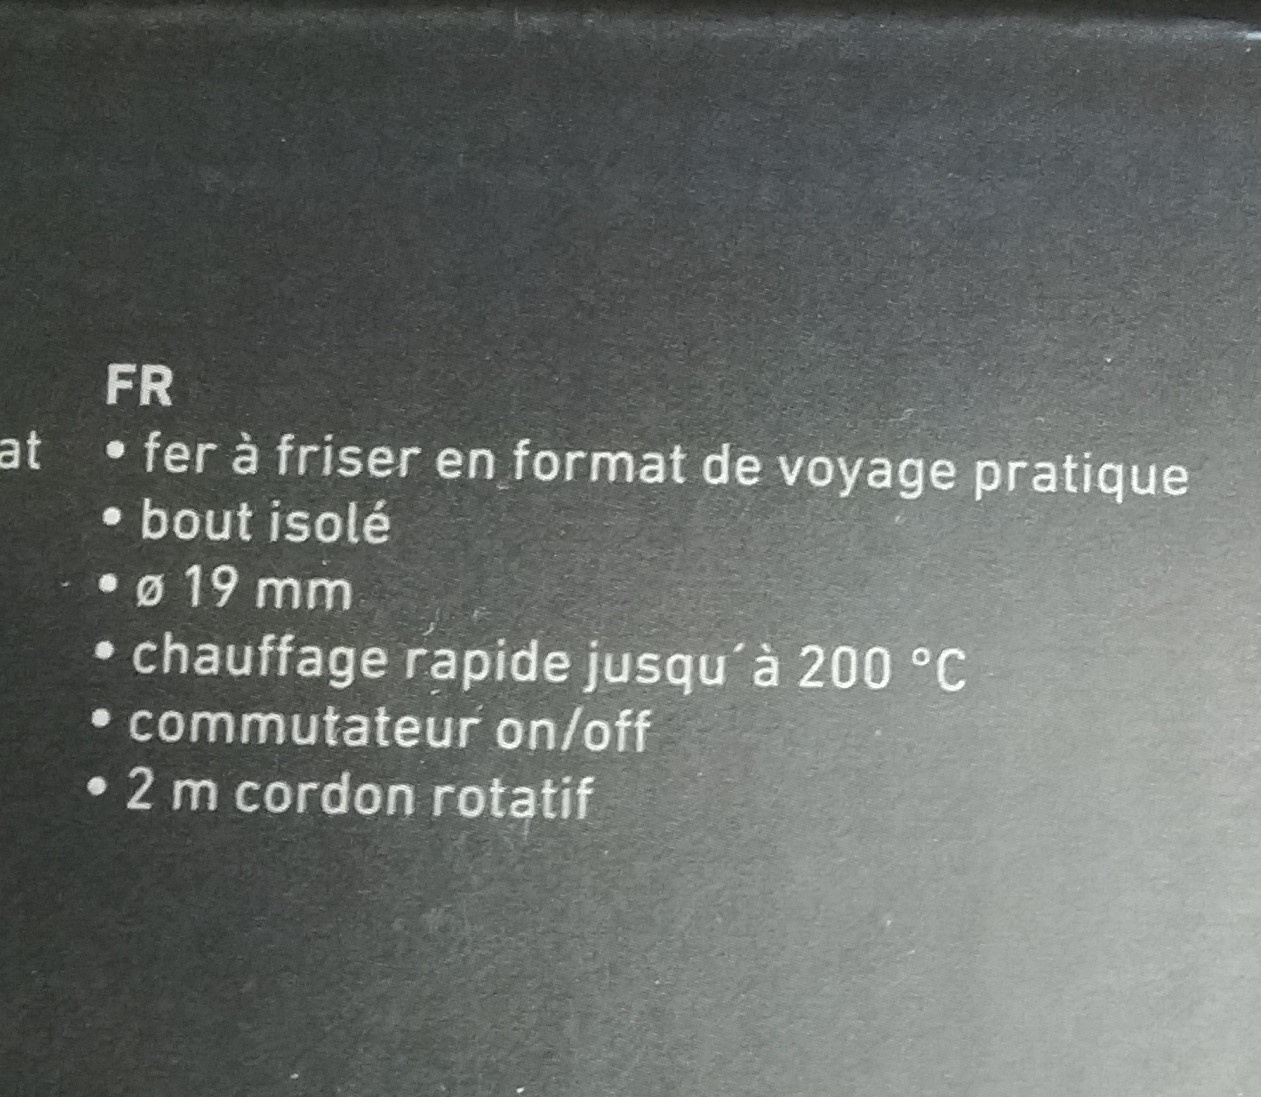 FR
at
• fer à friser en format de voyage pratique
• bout isolé
• ø 19 mm
• chauffage rapide jusqu´à 200 °C
• commutateur on/off
• 2 m cordon rotatif